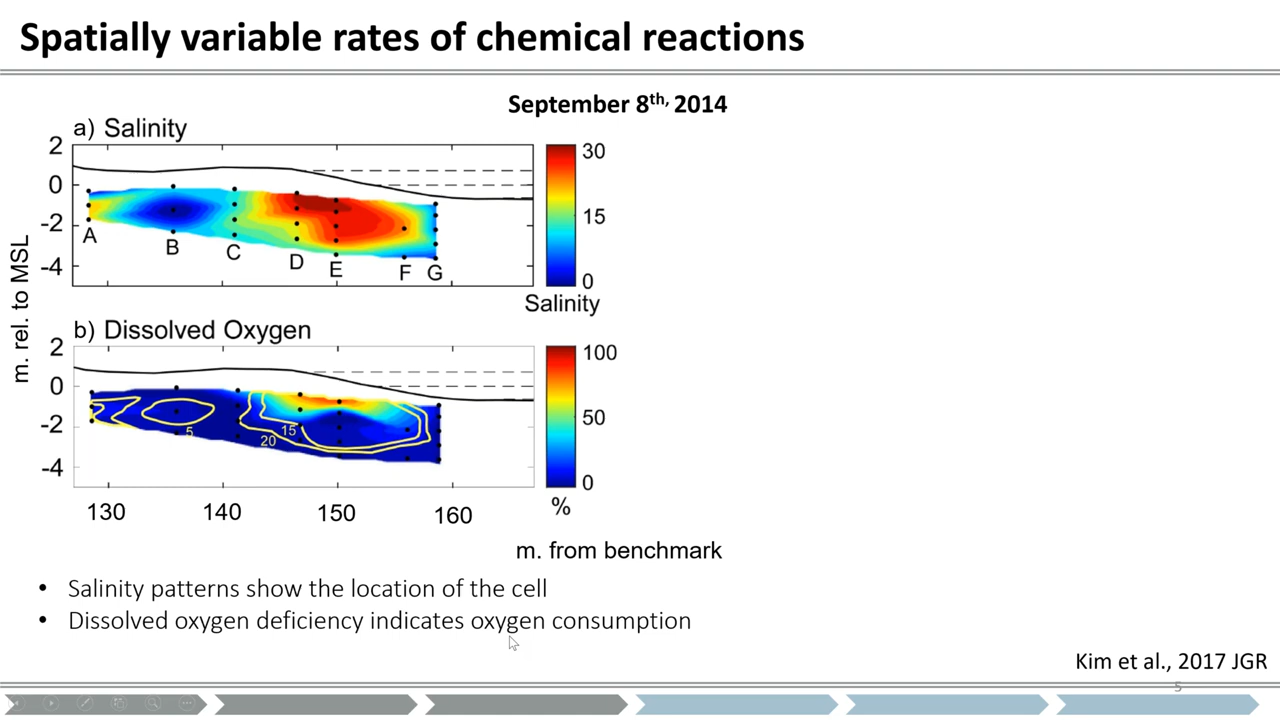 Spatially variable rates of chemical reactions
September 8th, 2014
a) Salinity
2
0
-2
-4
A
B
C
D
E
F
G
30
15
0
Salinity
b) Dissolved Oxygen
2
0
-2
-4
5
15
20
100
50
0
%
130
140
150
160
m. rel. to MSL
m. from benchmark
• Salinity patterns show the location of the cell
• Dissolved oxygen deficiency indicates oxygen consumption
Kim et al., 2017 JGR
5